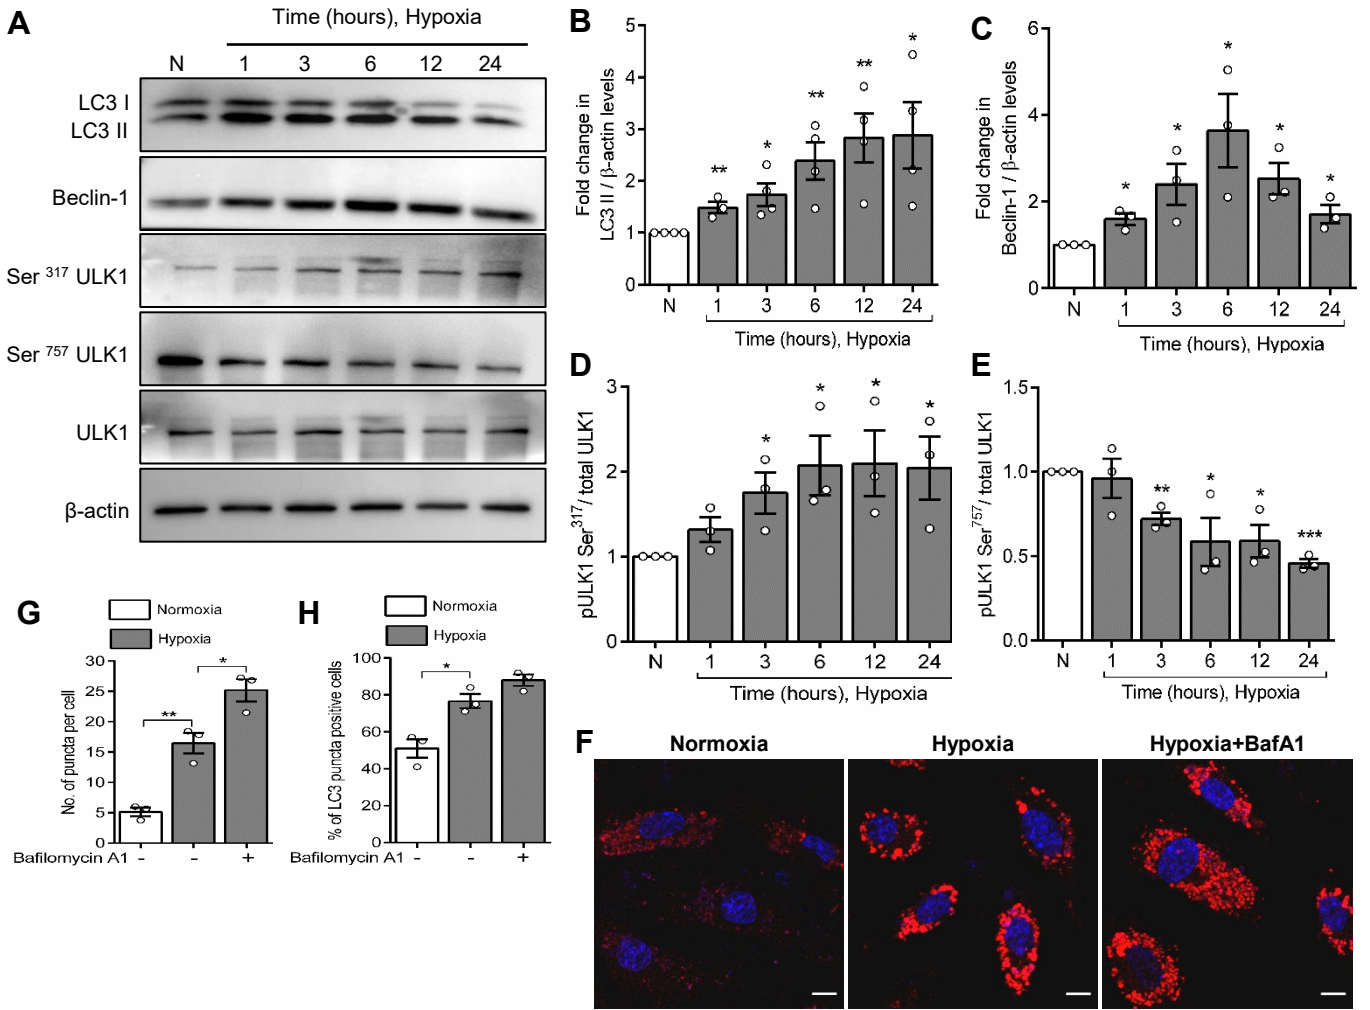 A
Time (hours), Hypoxia
N 1 3 6 12 24
LC3 I
LC3 II
Beclin-1
Ser 317 ULK1
Ser 757 ULK1
ULK1
β-actin
B
Fold change in
LC3 II / β-actin levels
5
4
3
2
1
0
** * ** ** *
N 1 3 6 12 24
Time (hours), Hypoxia
C
Fold change in
Beclin-1 / β-actin levels
6
4
2
0
* * * * *
N 1 3 6 12 24
Time (hours), Hypoxia
D
pULK1 Ser317/ total ULK1
3
2
1
0
* * * *
N 1 3 6 12 24
Time (hours), Hypoxia
E
pULK1 Ser757/ total ULK1
1.5
1.0
0.5
0.0
** * * ***
N 1 3 6 12 24
Time (hours), Hypoxia
G
Normoxia
Hypoxia
No. of puncta per cell
30
25
20
15
10
5
0
** *
Bafilomycin A1 - - +
H
Normoxia
Hypoxia
% of LC3 puncta positive cells
100
80
60
40
20
0
*
Bafilomycin A1 - - +
F
Normoxia Hypoxia Hypoxia+BafA1